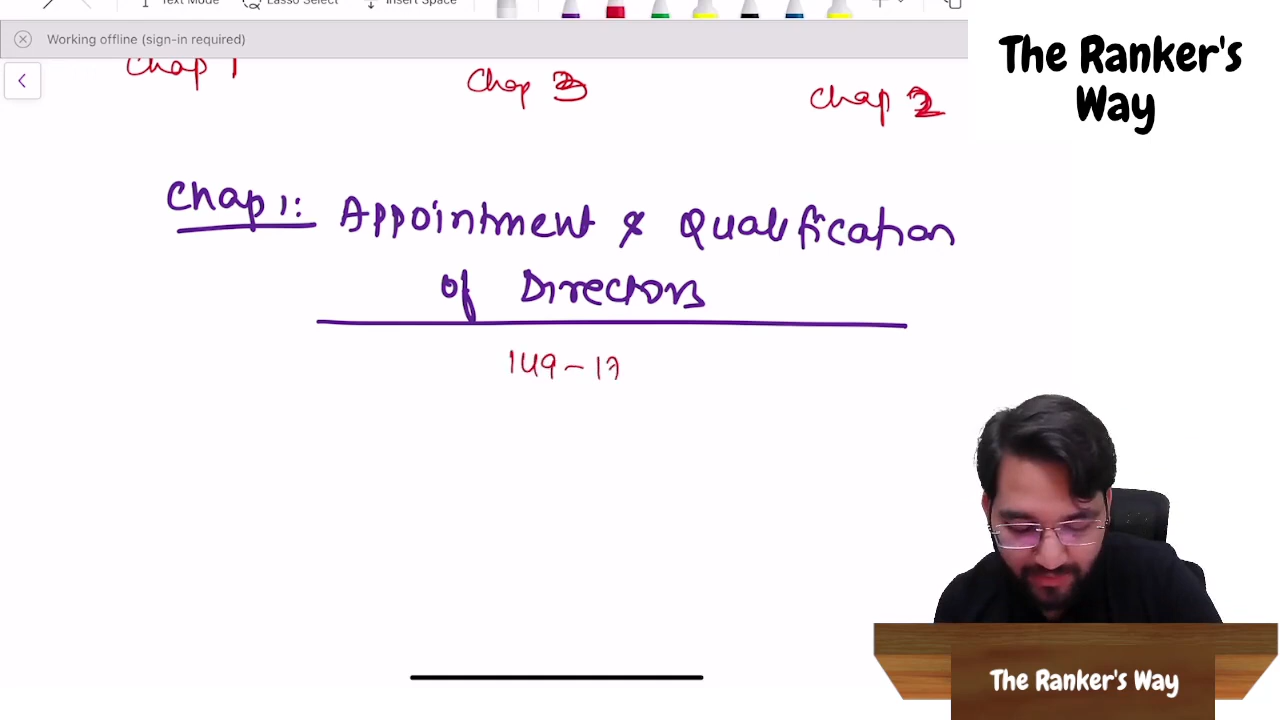 Text Mode
Lasso Select
Insert Space
Working offline (sign-in required)
The Ranker's
Way
Chap 1
Chap 3
Chap 2
Chap 1: Appointment & Qualification
of Directors
149 - 17
The Ranker's Way